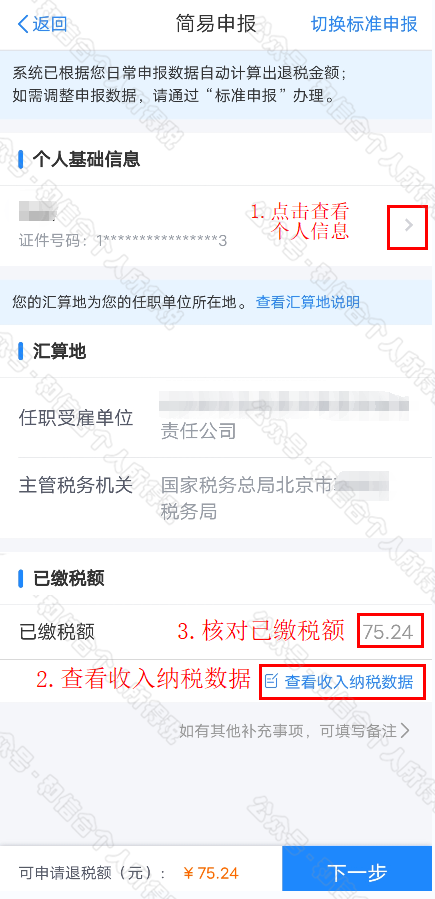 返回
简易申报
切换标准申报
系统已根据您日常申报数据自动计算出退税金额；
如需调整申报数据，请通过“标准申报”办理。
个人基础信息
1.点击查看
个人信息
证件号码：1****************3
您的汇算地为您的任职单位所在地。查看汇算地说明
汇算地
任职受雇单位
责任公司
主管税务机关
国家税务总局北京市
税务局
已缴税额
已缴税额
3.核对已缴税额
75.24
2.查看收入纳税数据
查看收入纳税数据
如有其他补充事项，可填写备注
可申请退税额（元）：
￥75.24
下一步